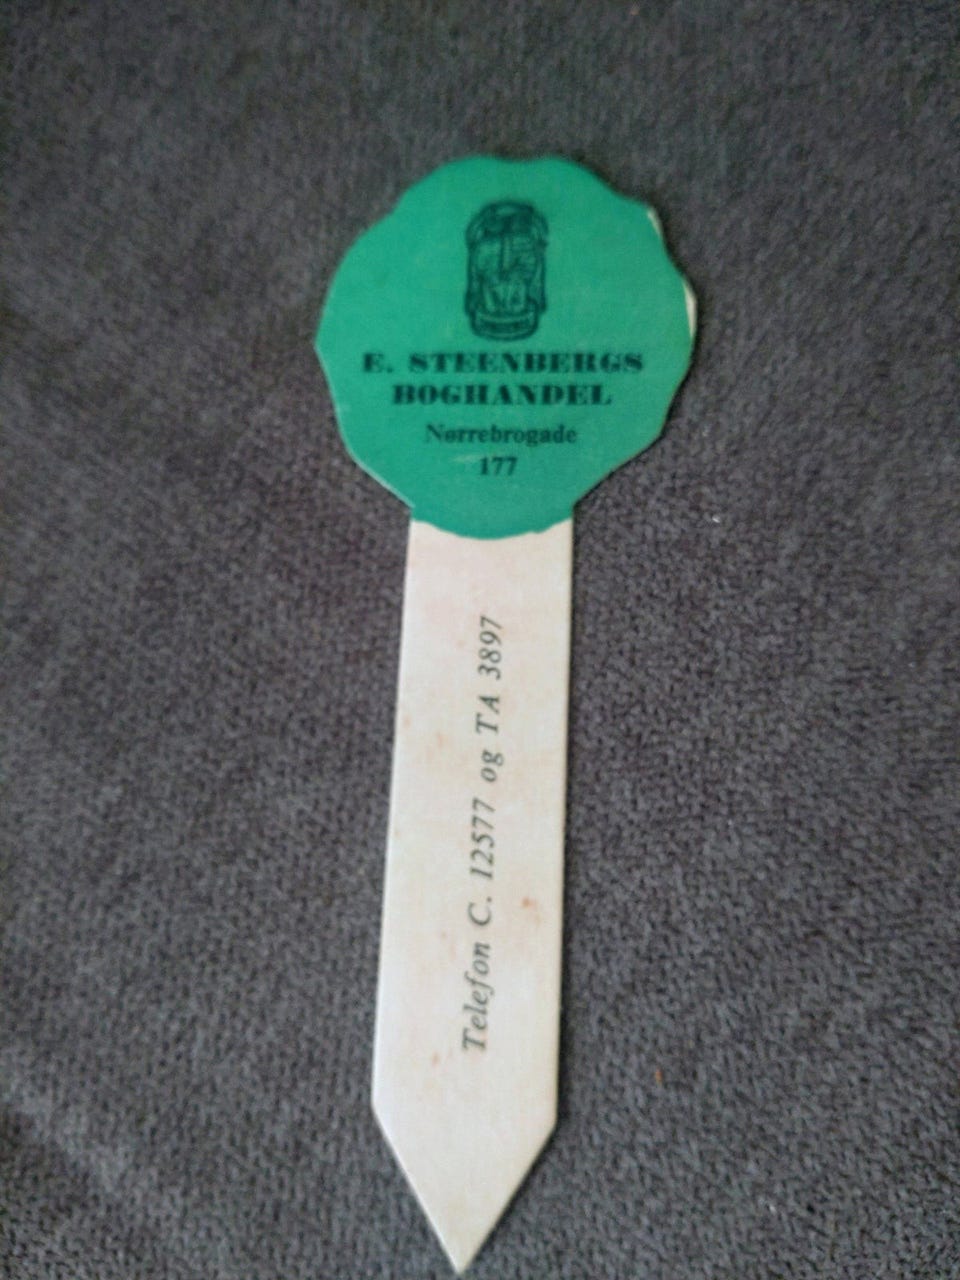 E. STEENBERGS
BOGHANDEL
Nørrebrogade
177
Telefon C. 12577 og TA 3897